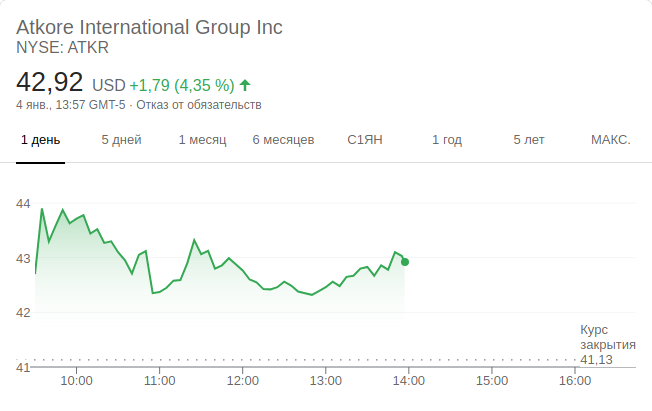 Atkore International Group Inc
NYSE: ATKR
42,92 USD +1,79 (4,35 %)
4 янв., 13:57 GMT-5 · Отказ от обязательств
1 день 5 дней 1 месяц 6 месяцев С1ЯН 1 год 5 лет МАКС.
44
43
42
Курс
закрытия
41,13
41
10:00 11:00 12:00 13:00 14:00 15:00 16:00